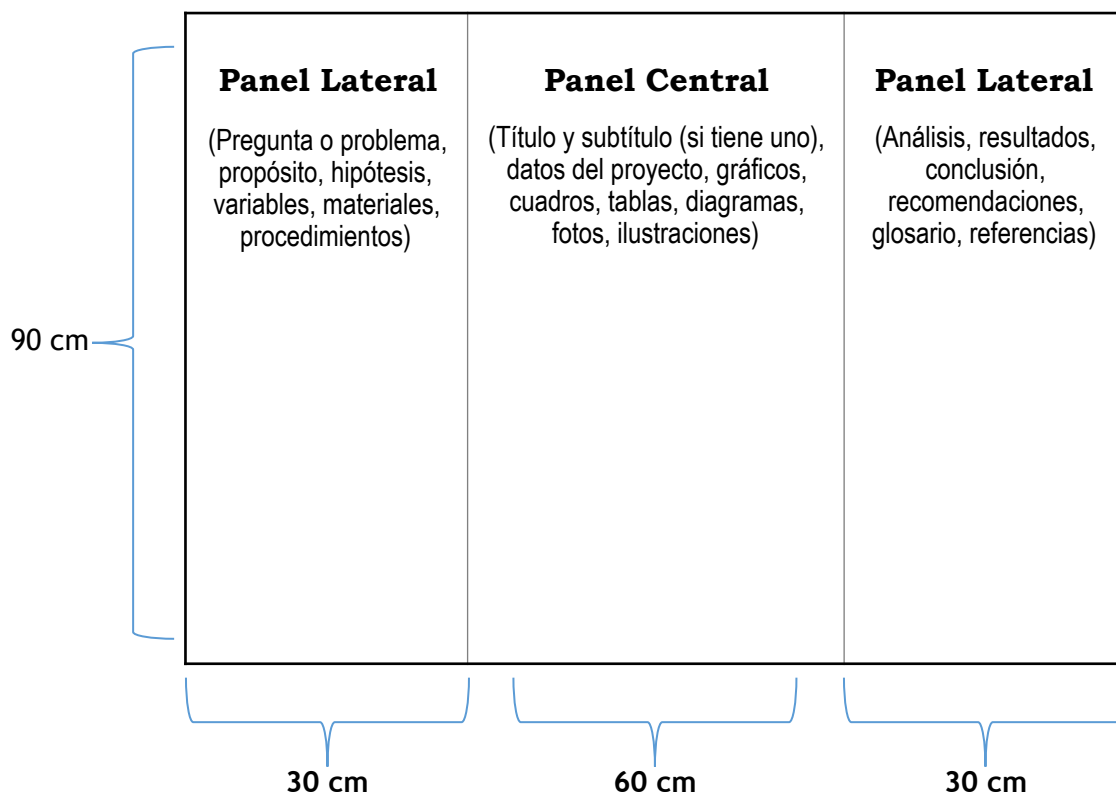 Panel Lateral
(Pregunta o problema,
propósito, hipótesis,
variables, materiales,
procedimientos)
Panel Central
(Título y subtítulo (si tiene uno),
datos del proyecto, gráficos,
cuadros, tablas, diagramas,
fotos, ilustraciones)
Panel Lateral
(Análisis, resultados,
conclusión,
recomendaciones,
glosario, referencias)
90 cm
30 cm
60 cm
30 cm